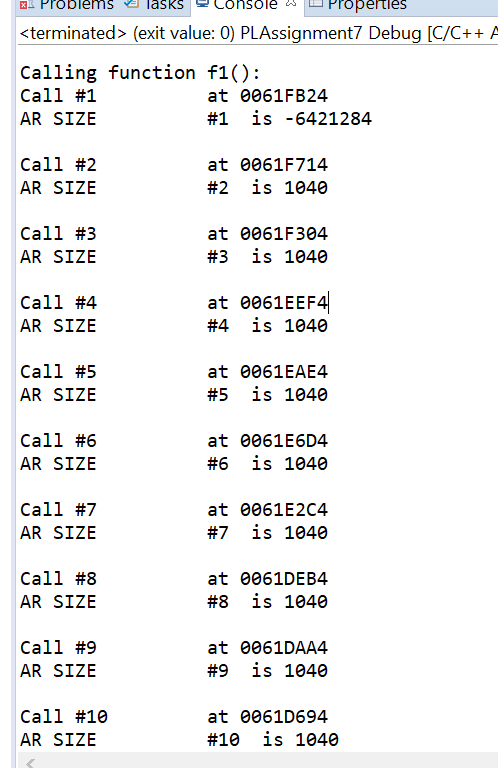 Problems Tasks Console Properties
<terminated> (exit value: 0) PLAssignment7 Debug [C/C++ A
Calling function f1():
Call #1 at 0061FB24
AR SIZE #1 is -6421284
Call #2 at 0061F714
AR SIZE #2 is 1040
Call #3 at 0061F304
AR SIZE #3 is 1040
Call #4 at 0061EEF4
AR SIZE #4 is 1040
Call #5 at 0061EAE4
AR SIZE #5 is 1040
Call #6 at 0061E6D4
AR SIZE #6 is 1040
Call #7 at 0061E2C4
AR SIZE #7 is 1040
Call #8 at 0061DEB4
AR SIZE #8 is 1040
Call #9 at 0061DAA4
AR SIZE #9 is 1040
Call #10 at 0061D694
AR SIZE #10 is 1040